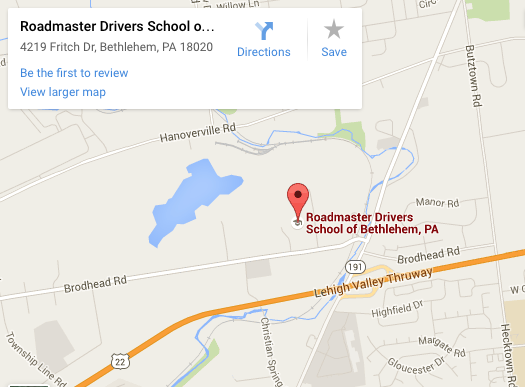 Willow Ln
Roadmaster Drivers School o...
4219 Fritch Dr, Bethlehem, PA 18020
Be the first to review
View larger map
Directions
Save
Butztown Rd
Hanoverville Rd
Manor Rd
Roadmaster Drivers
School of Bethlehem, PA
191
Brodhead Rd
Brodhead Rd
Lehigh Valley Thruway
Highfield Dr
22
Township Line Rd
Christian Spring
Margate Rd
Gloucester Dr
Hecktown Rd